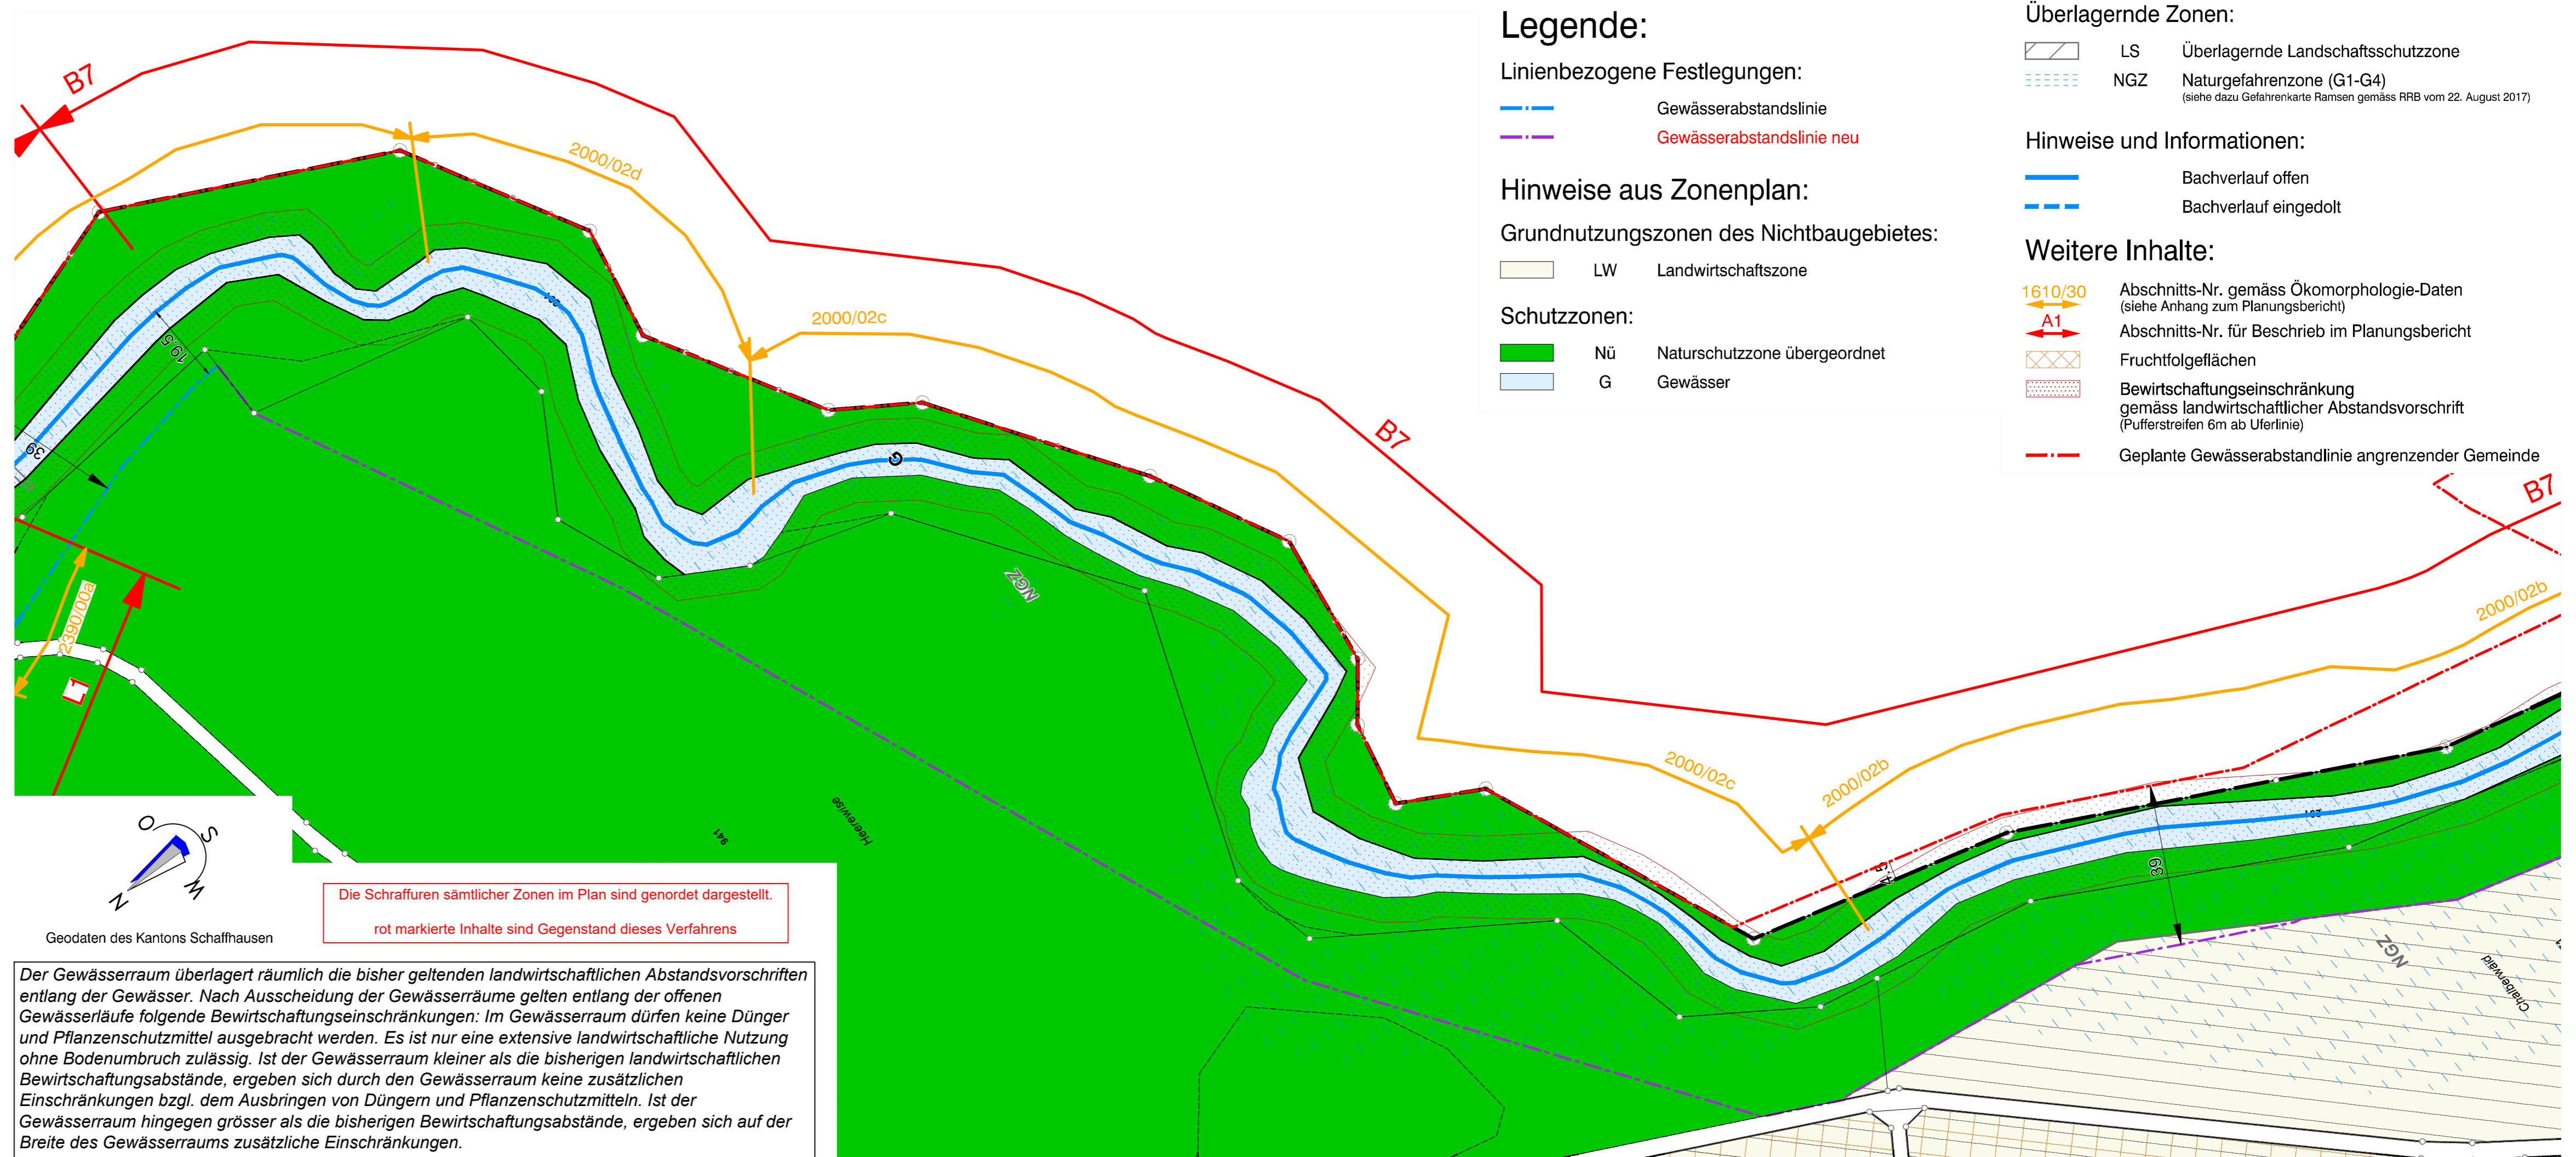 Legende:
Linienbezogene Festlegungen:
Gewässerabstandslinie
Gewässerabstandslinie neu
Hinweise aus Zonenplan:
Grundnutzungszonen des Nichtbaugebietes:
LW Landwirtschaftszone
Schutzzonen:
Nü Naturschutzzone übergeordnet
G Gewässer
Überlagernde Zonen:
LS Überlagernde Landschaftsschutzzone
NGZ Naturgefahrenzone (G1-G4)
(siehe dazu Gefahrenkarte Ramsen gemäss RRB vom 22. August 2017)
Hinweise und Informationen:
Bachverlauf offen
Bachverlauf eingedolt
Weitere Inhalte:
1610/30 Abschnitts-Nr. gemäss Ökomorphologie-Daten
(siehe Anhang zum Planungsbericht)
A1 Abschnitts-Nr. für Beschrieb im Planungsbericht
Fruchtfolgeflächen
Bewirtschaftungseinschränkung
gemäss landwirtschaftlicher Abstandsvorschrift
(Pufferstreifen 6m ab Uferlinie)
Geplante Gewässerabstandlinie angrenzender Gemeinde
B7
2000/02d
2000/02c
B7
B7
2000/02b
2000/02c
2000/02b
19.5
39
G
NGZ
2390/00a
L1
Heerewise
941
39
NGZ
Chalberwaid
O
S
W
N
Geodaten des Kantons Schaffhausen
Die Schraffuren sämtlicher Zonen im Plan sind genordet dargestellt.
rot markierte Inhalte sind Gegenstand dieses Verfahrens
Der Gewässerraum überlagert räumlich die bisher geltenden landwirtschaftlichen Abstandsvorschriften
entlang der Gewässer. Nach Ausscheidung der Gewässerräume gelten entlang der offenen
Gewässerläufe folgende Bewirtschaftungseinschränkungen: Im Gewässerraum dürfen keine Dünger
und Pflanzenschutzmittel ausgebracht werden. Es ist nur eine extensive landwirtschaftliche Nutzung
ohne Bodenumbruch zulässig. Ist der Gewässerraum kleiner als die bisherigen landwirtschaftlichen
Bewirtschaftungsabstände, ergeben sich durch den Gewässerraum keine zusätzlichen
Einschränkungen bzgl. dem Ausbringen von Düngern und Pflanzenschutzmitteln. Ist der
Gewässerraum hingegen grösser als die bisherigen Bewirtschaftungsabstände, ergeben sich auf der
Breite des Gewässerraums zusätzliche Einschränkungen.